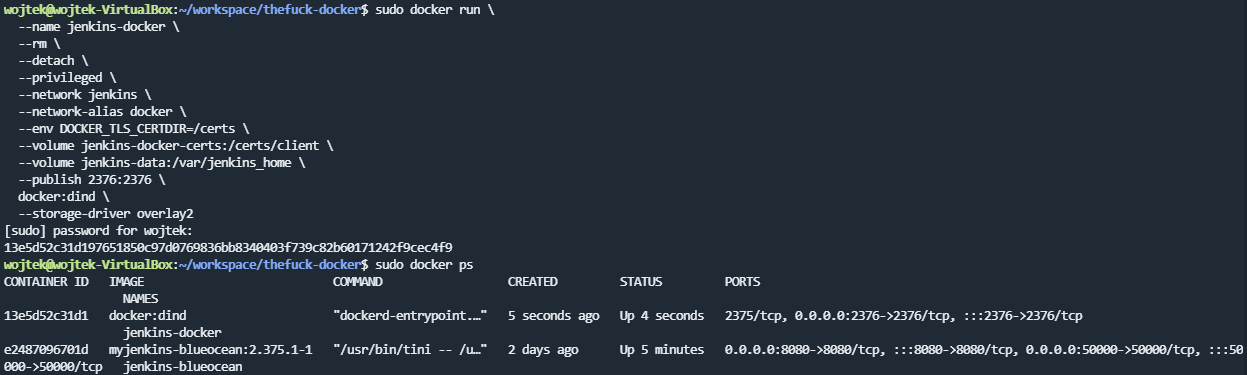 wojtek@wojtek-VirtualBox:~/workspace/thefuck-docker$ sudo docker run \
  --name jenkins-docker \
  --rm \
  --detach \
  --privileged \
  --network jenkins \
  --network-alias docker \
  --env DOCKER_TLS_CERTDIR=/certs \
  --volume jenkins-docker-certs:/certs/client \
  --volume jenkins-data:/var/jenkins_home \
  --publish 2376:2376 \
  docker:dind \
  --storage-driver overlay2
[sudo] password for wojtek:
13e5d52c31d197651850c97d0769836bb8340403f739c82b60171242f9cec4f9
wojtek@wojtek-VirtualBox:~/workspace/thefuck-docker$ sudo docker ps
CONTAINER ID   IMAGE                           COMMAND                  CREATED         STATUS         PORTS
                 NAMES
13e5d52c31d1   docker:dind                     "dockerd-entrypoint.…"   5 seconds ago   Up 4 seconds   2375/tcp, 0.0.0.0:2376->2376/tcp, :::2376->2376/tcp
                 jenkins-docker
e2487096701d   myjenkins-blueocean:2.375.1-1   "/usr/bin/tini -- /u…"   2 days ago      Up 5 minutes   0.0.0.0:8080->8080/tcp, :::8080->8080/tcp, 0.0.0.0:50000->50000/tcp, :::50
000->50000/tcp   jenkins-blueocean